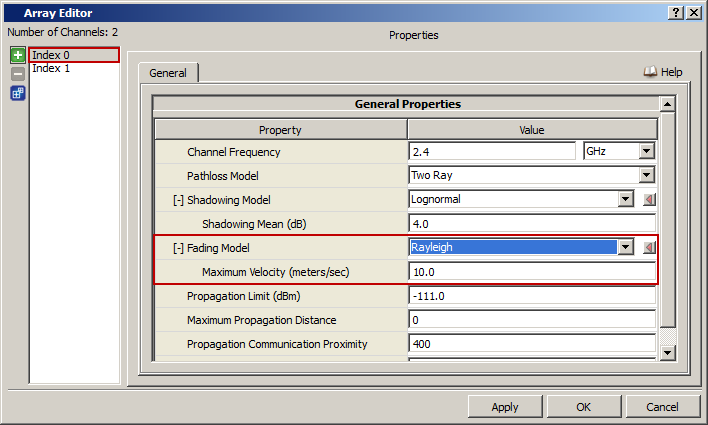 Array Editor
Number of Channels: 2
Properties
Index 0
Index 1
General
Help
General Properties
Property Value
Channel Frequency 2.4 GHz
Pathloss Model Two Ray
[-] Shadowing Model Lognormal
Shadowing Mean (dB) 4.0
[-] Fading Model Rayleigh
Maximum Velocity (meters/sec) 10.0
Propagation Limit (dBm) -111.0
Maximum Propagation Distance 0
Propagation Communication Proximity 400
Apply OK Cancel